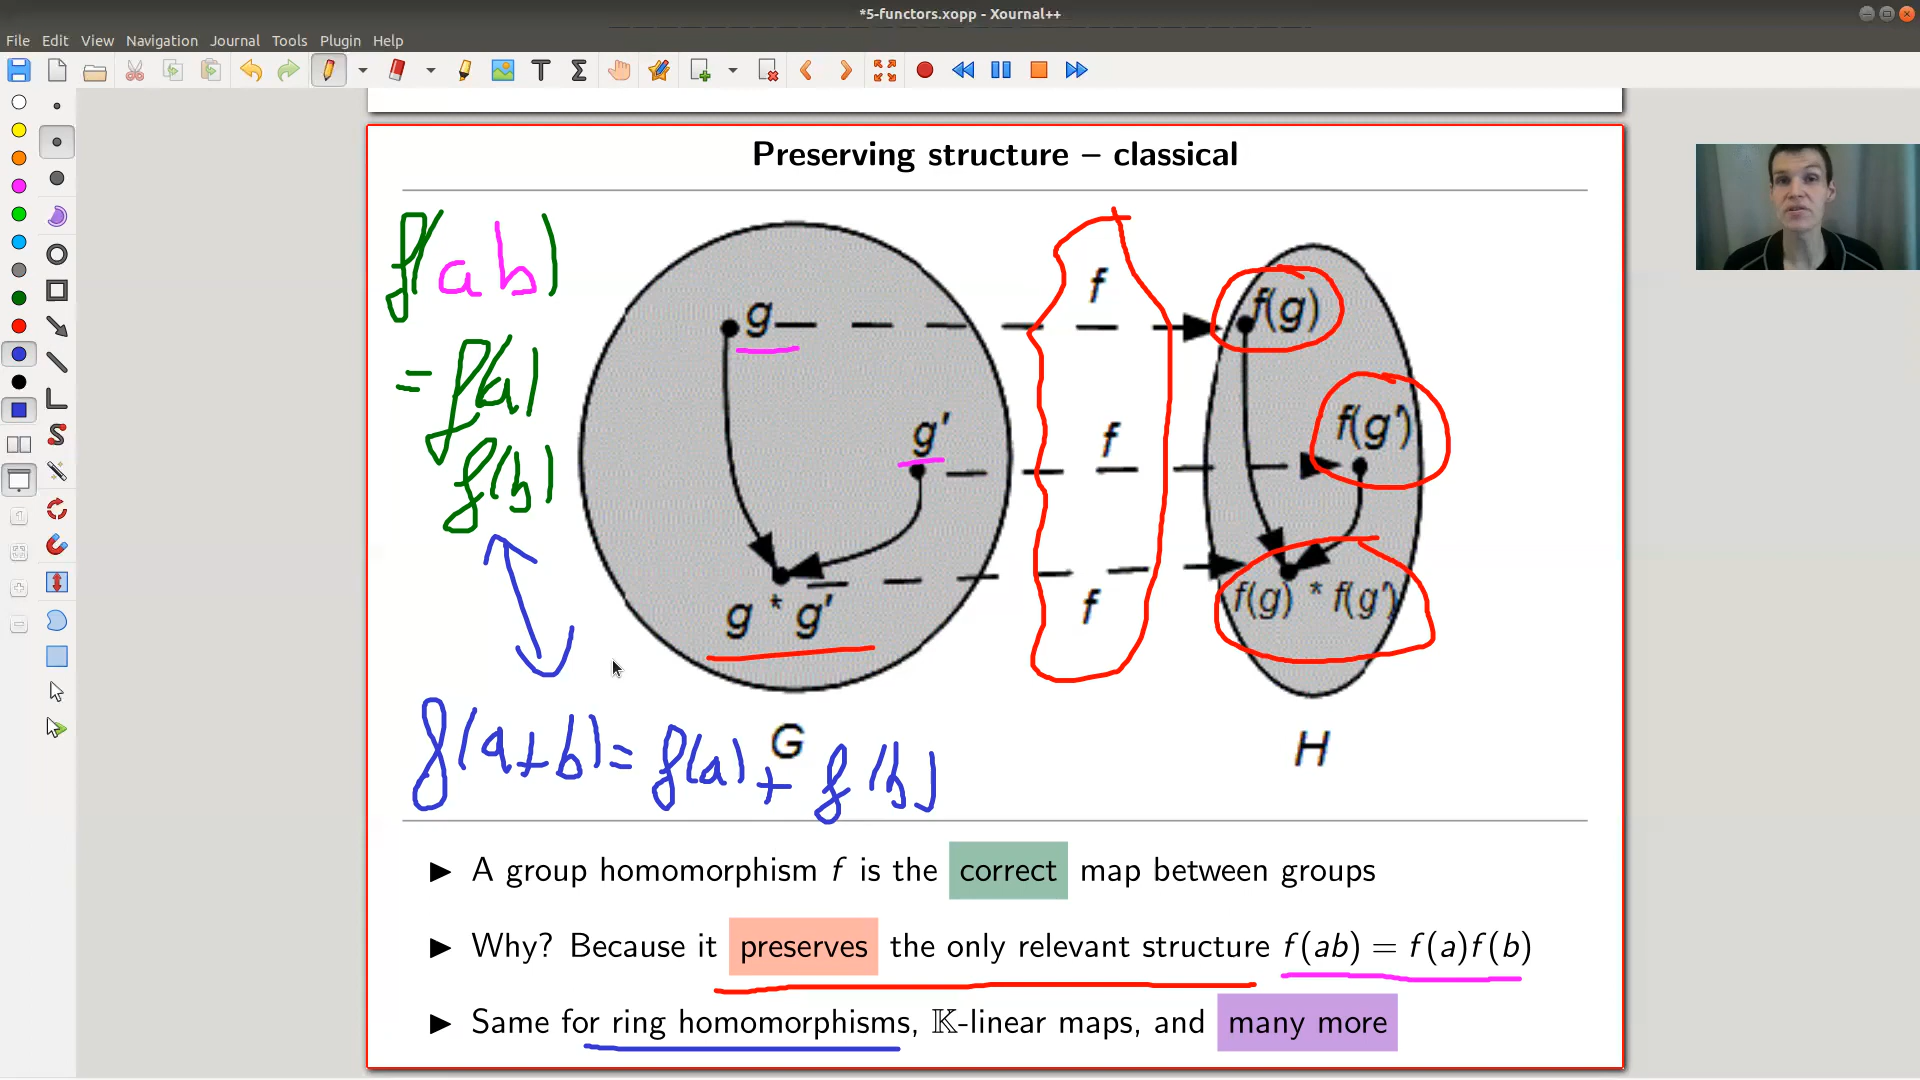 *5-functors.xopp - Xournal++
File Edit View Navigation Journal Tools Plugin Help
Preserving structure – classical
f(ab)
= f(a)
f(b)
g f f(g)
g' f f(g')
g * g' f f(g) * f(g')
G H
f(a+b) = f(a) + f(b)
▶ A group homomorphism f is the correct map between groups
▶ Why? Because it preserves the only relevant structure f(ab) = f(a)f(b)
▶ Same for ring homomorphisms, 𝕂-linear maps, and many more